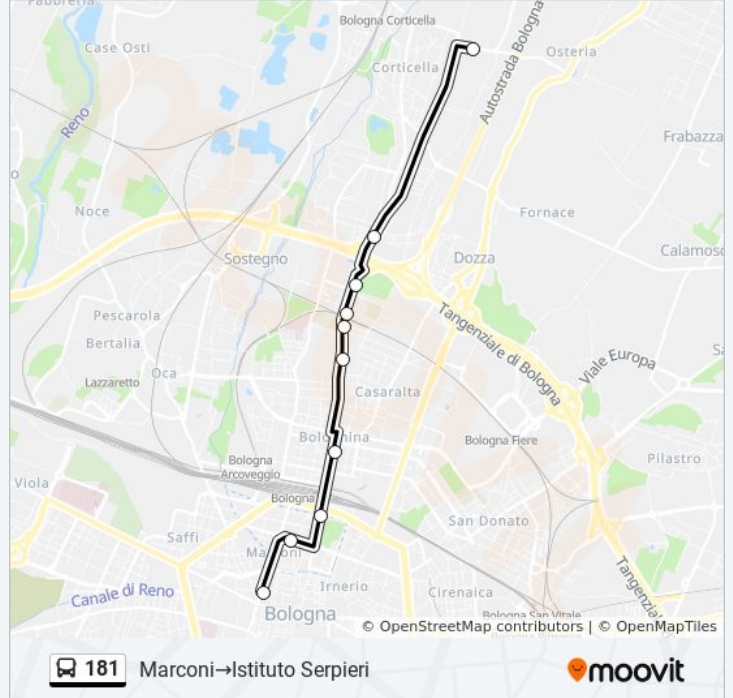 Bologna Corticella
Case Osti
Corticella
Osteria
Autostrada Bologna
Reno
Frabazza
Noce
Fornace
Sostegno
Dozza
Calamosc
Pescarola
Tangenziale di Bologna
Bertalia
Viale Europa
Lazzaretto
Oca
Casaralta
Bologna Fiere
Bologna
Arcoveggio
Pilastro
Viola
Bologna
San Donato
Saffi
Irnerio
Cirenaica
Canale di Reno
Tangenzia
Bologna
Bologna San Vitale
© OpenStreetMap contributors | © OpenMapTiles
181 Marconi→Istituto Serpieri
moovit